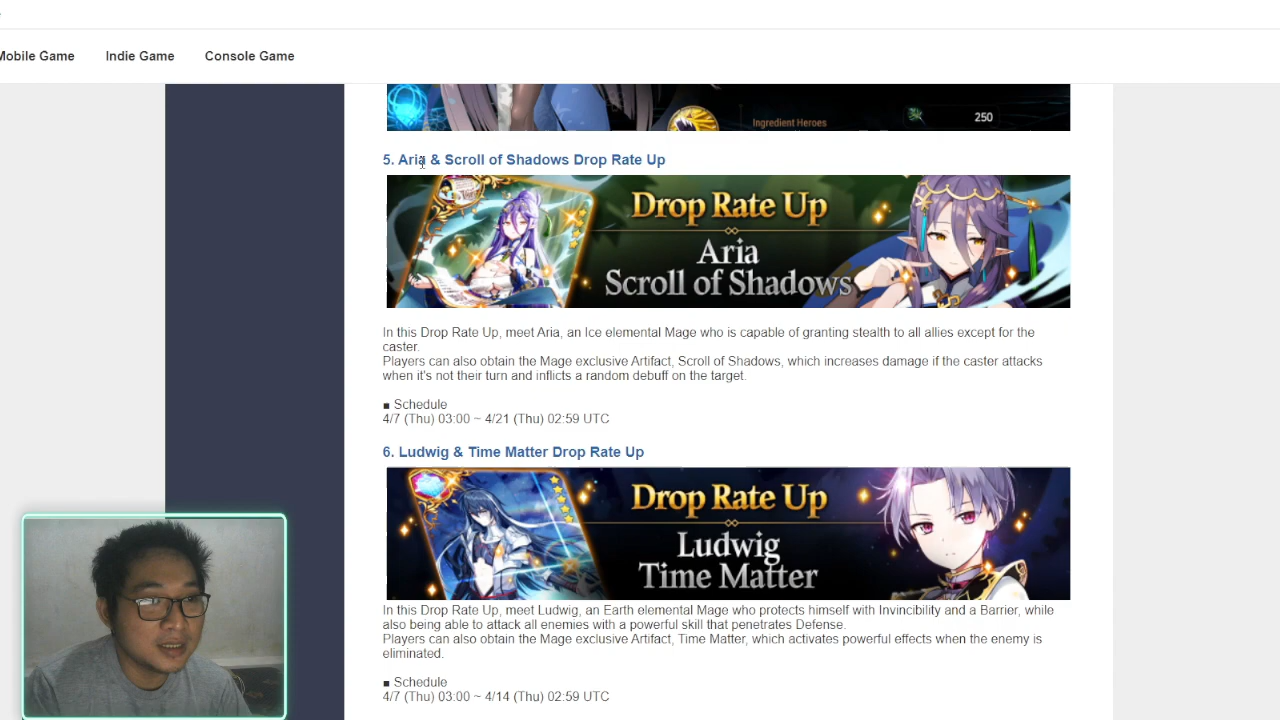 Mobile Game Indie Game Console Game
Ingredient Heroes 250
5. Aria & Scroll of Shadows Drop Rate Up
Drop Rate Up
Aria
Scroll of Shadows
In this Drop Rate Up, meet Aria, an Ice elemental Mage who is capable of granting stealth to all allies except for the
caster.
Players can also obtain the Mage exclusive Artifact, Scroll of Shadows, which increases damage if the caster attacks
when it's not their turn and inflicts a random debuff on the target.
■ Schedule
4/7 (Thu) 03:00 ~ 4/21 (Thu) 02:59 UTC
6. Ludwig & Time Matter Drop Rate Up
Drop Rate Up
Ludwig
Time Matter
In this Drop Rate Up, meet Ludwig, an Earth elemental Mage who protects himself with Invincibility and a Barrier, while
also being able to attack all enemies with a powerful skill that penetrates Defense.
Players can also obtain the Mage exclusive Artifact, Time Matter, which activates powerful effects when the enemy is
eliminated.
■ Schedule
4/7 (Thu) 03:00 ~ 4/14 (Thu) 02:59 UTC